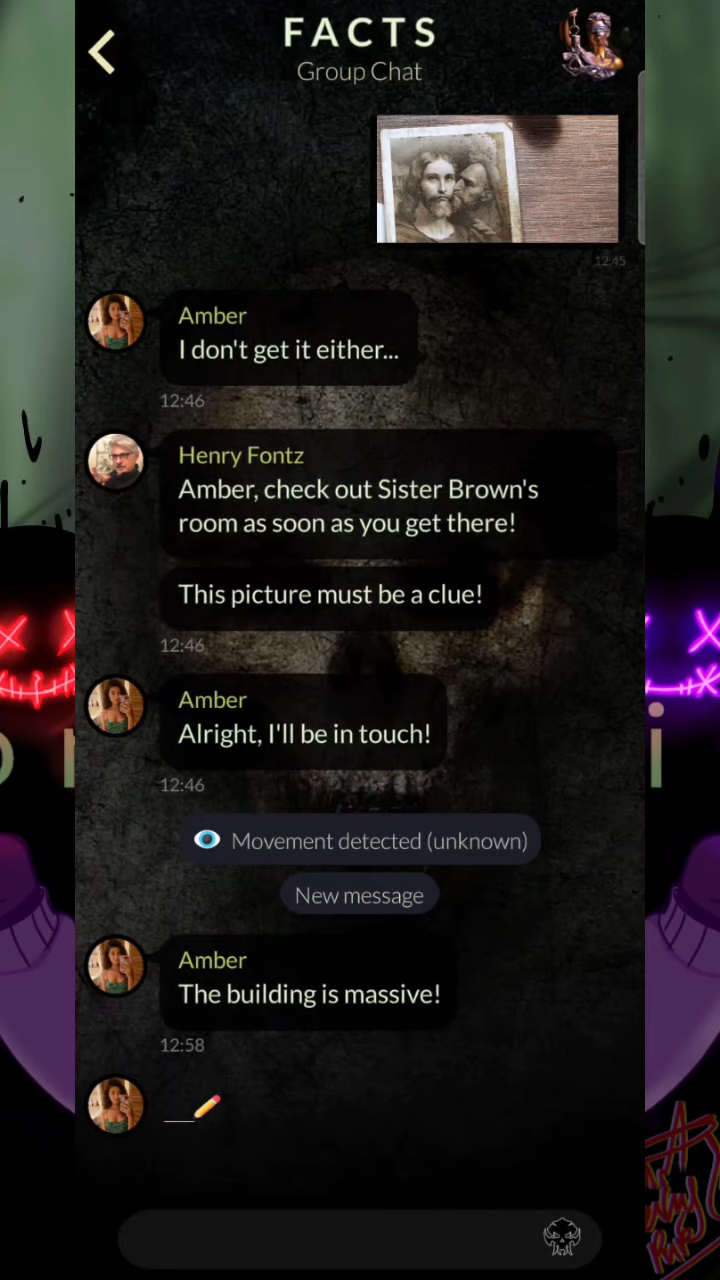 FACTS
Group Chat
12:45
Amber
I don't get it either...
12:46
Henry Fontz
Amber, check out Sister Brown's
room as soon as you get there!
This picture must be a clue!
12:46
Amber
Alright, I'll be in touch!
12:46
Movement detected (unknown)
New message
Amber
The building is massive!
12:58